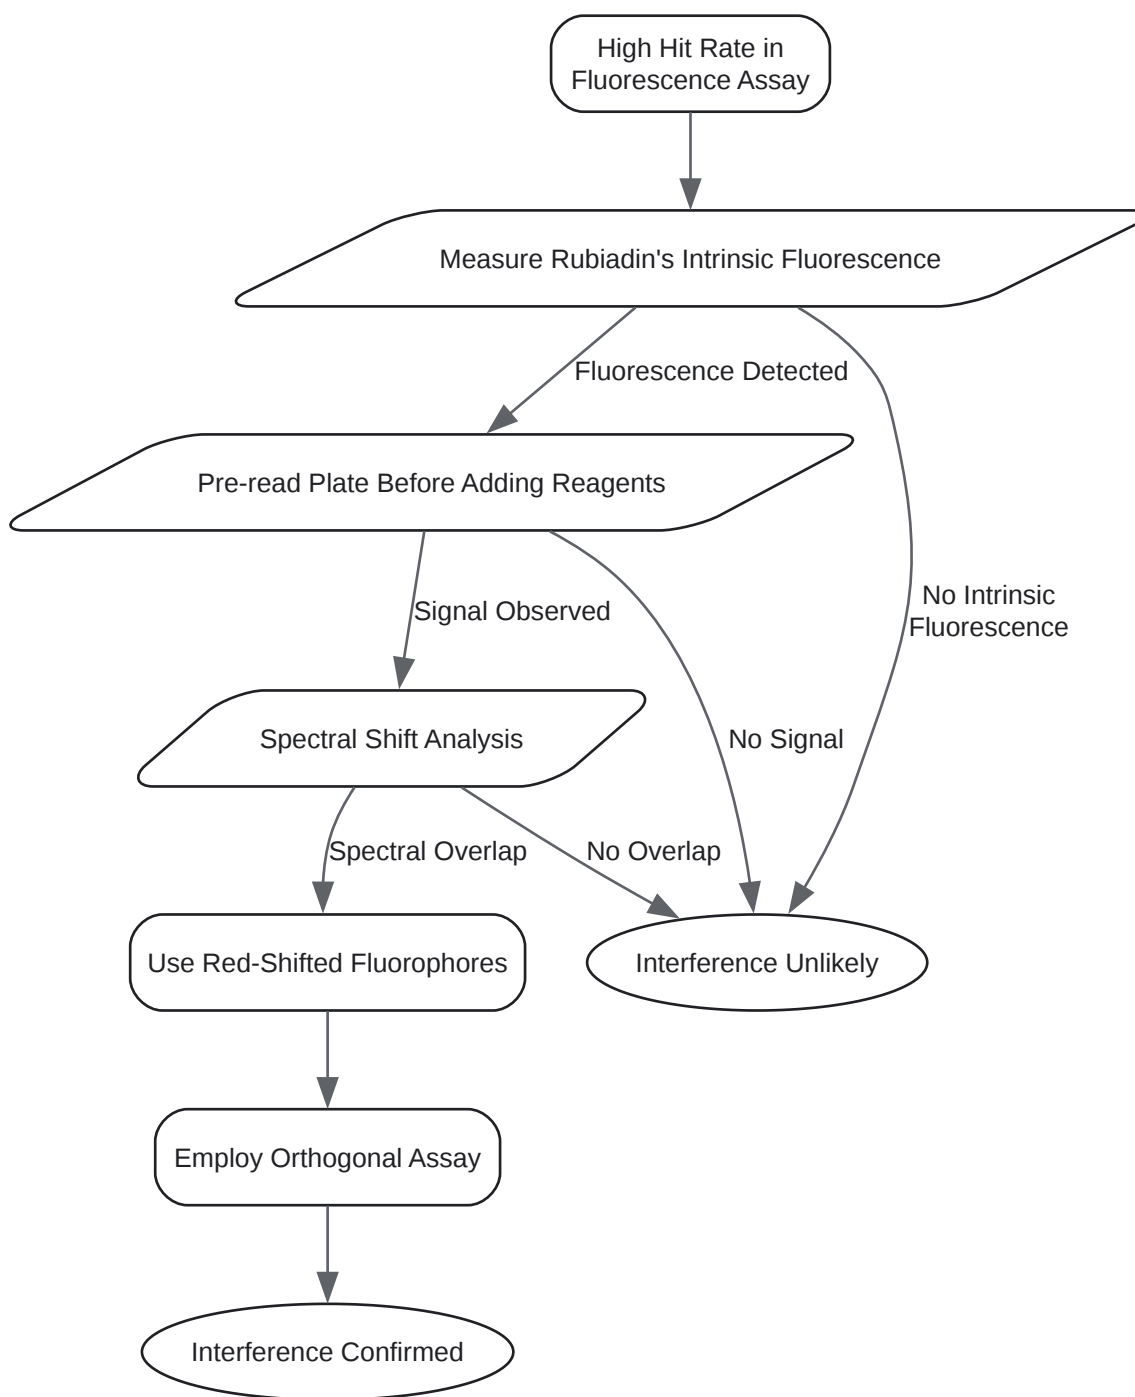 High Hit Rate in
Fluorescence Assay
Measure Rubiadin's Intrinsic Fluorescence
Fluorescence Detected
Pre-read Plate Before Adding Reagents
No Intrinsic
Fluorescence
Signal Observed
Spectral Shift Analysis
No Signal
Spectral Overlap
No Overlap
Use Red-Shifted Fluorophores
Interference Unlikely
Employ Orthogonal Assay
Interference Confirmed